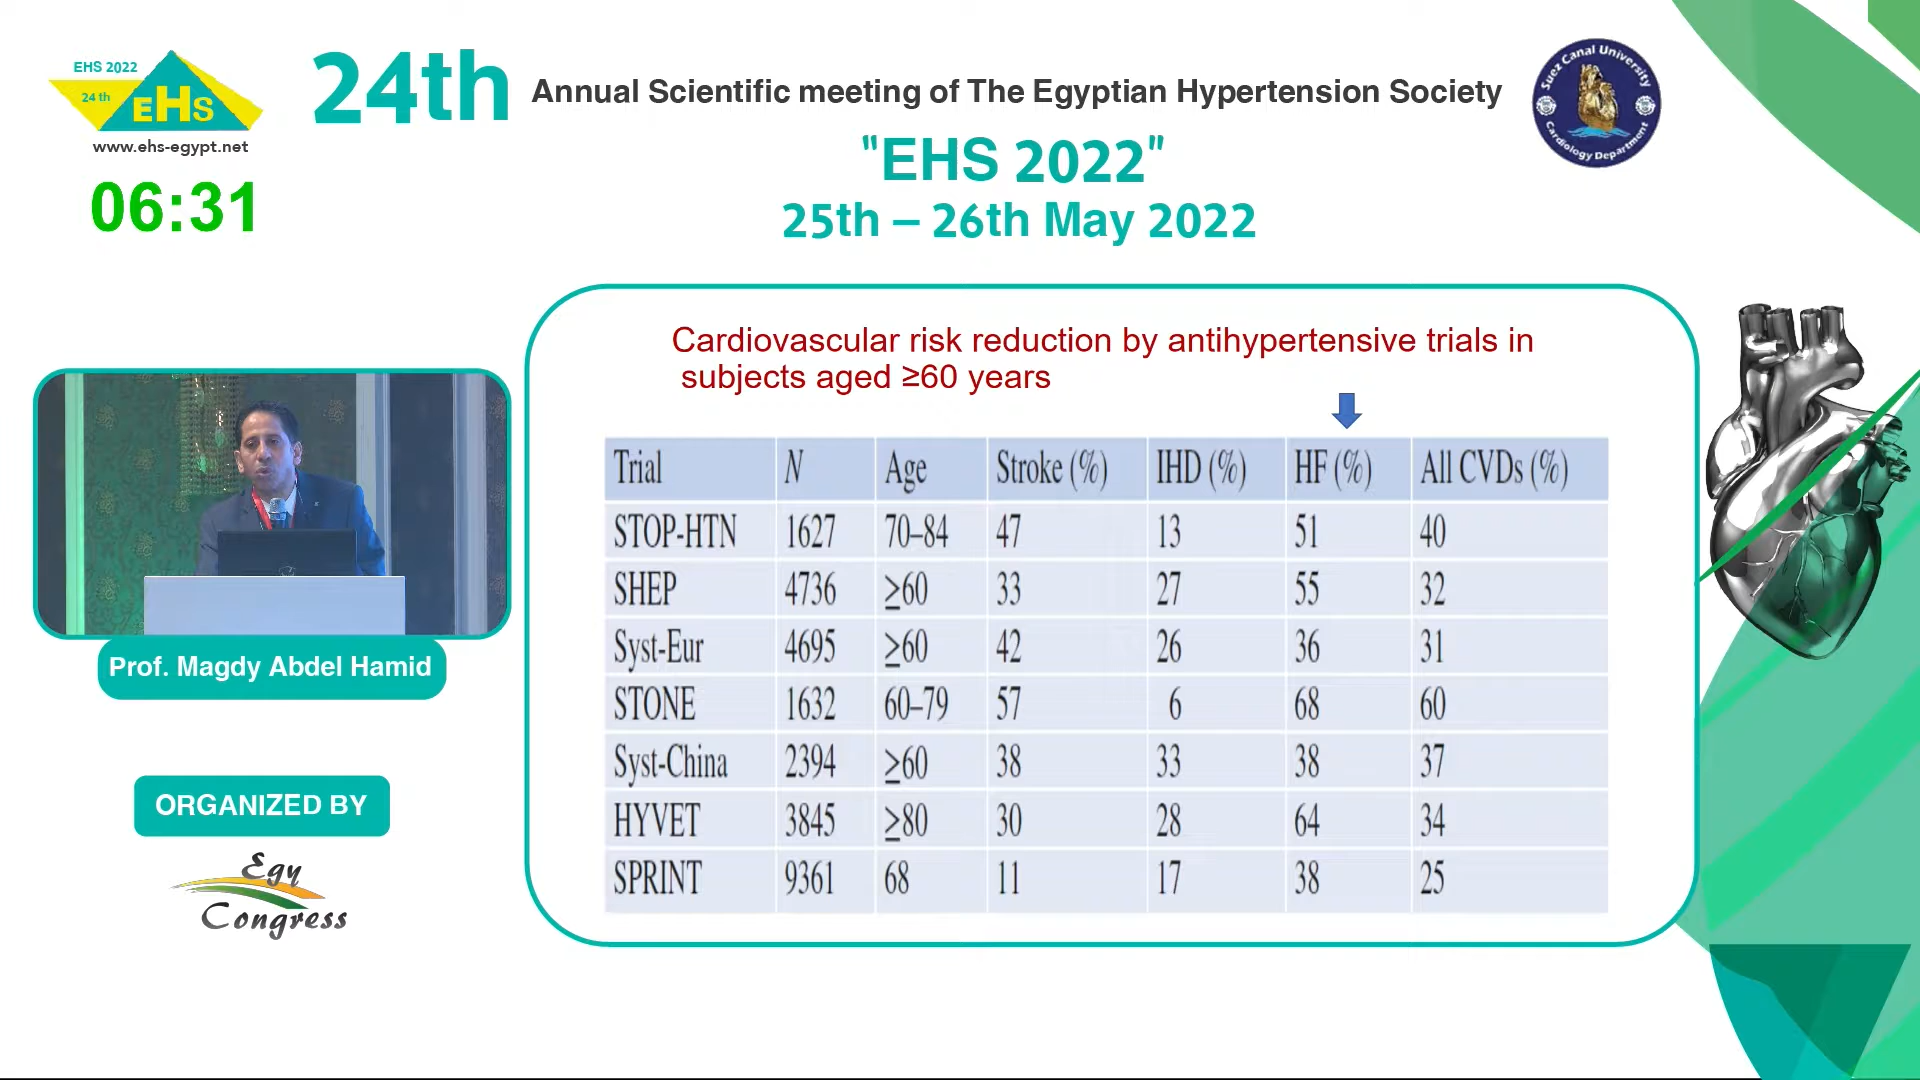 EHS 2022
24 th
EHS
www.ehs-egypt.net
06:31
24th Annual Scientific meeting of The Egyptian Hypertension Society
"EHS 2022"
25th – 26th May 2022
Suez Canal University
Cardiology Department
Prof. Magdy Abdel Hamid
ORGANIZED BY
Egy
Congress
Cardiovascular risk reduction by antihypertensive trials in
subjects aged ≥60 years
Trial N Age Stroke (%) IHD (%) HF (%) All CVDs (%)
STOP-HTN 1627 70–84 47 13 51 40
SHEP 4736 ≥60 33 27 55 32
Syst-Eur 4695 ≥60 42 26 36 31
STONE 1632 60–79 57 6 68 60
Syst-China 2394 ≥60 38 33 38 37
HYVET 3845 ≥80 30 28 64 34
SPRINT 9361 68 11 17 38 25